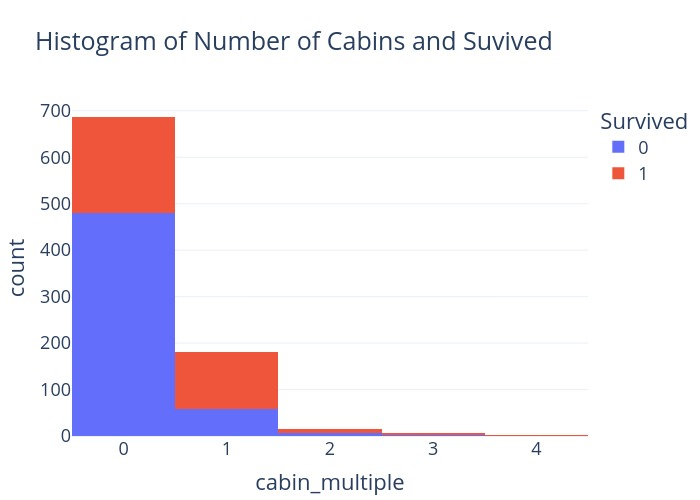 Histogram of Number of Cabins and Suvived
Survived
0
1
700
600
500
400
300
200
100
0
count
0 1 2 3 4
cabin_multiple